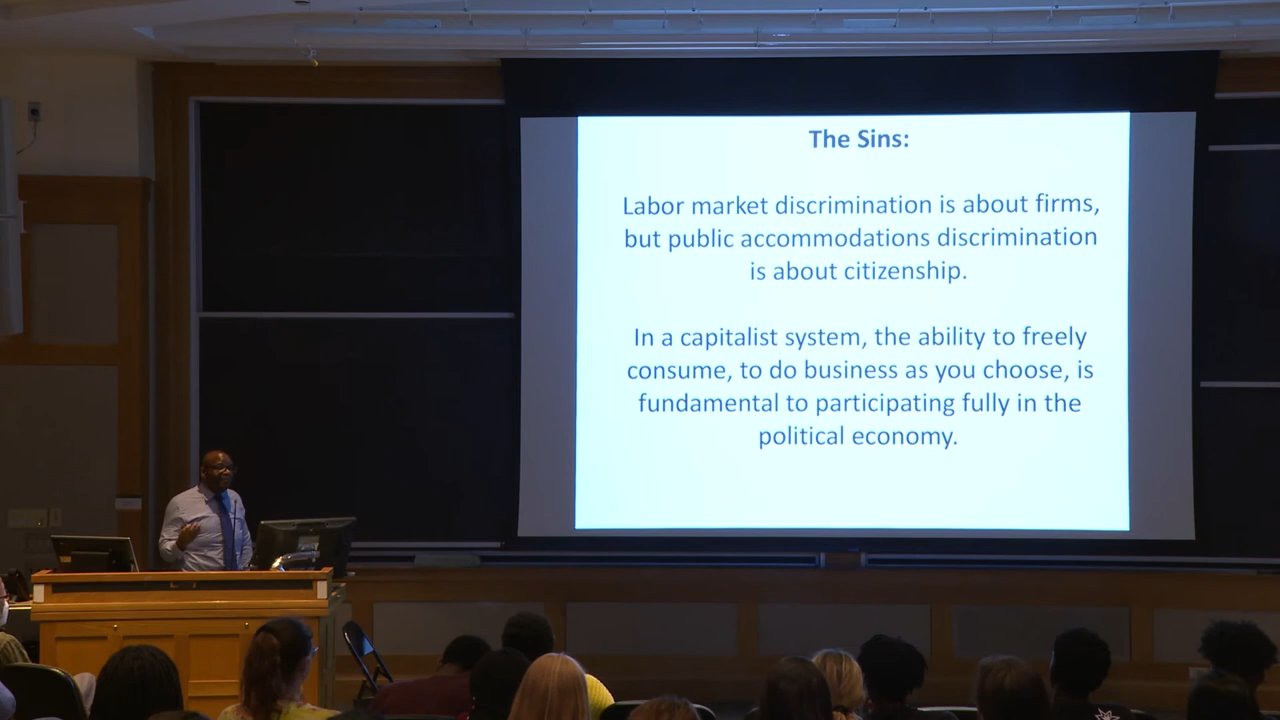 The Sins:
Labor market discrimination is about firms,
but public accommodations discrimination
is about citizenship.
In a capitalist system, the ability to freely
consume, to do business as you choose, is
fundamental to participating fully in the
political economy.